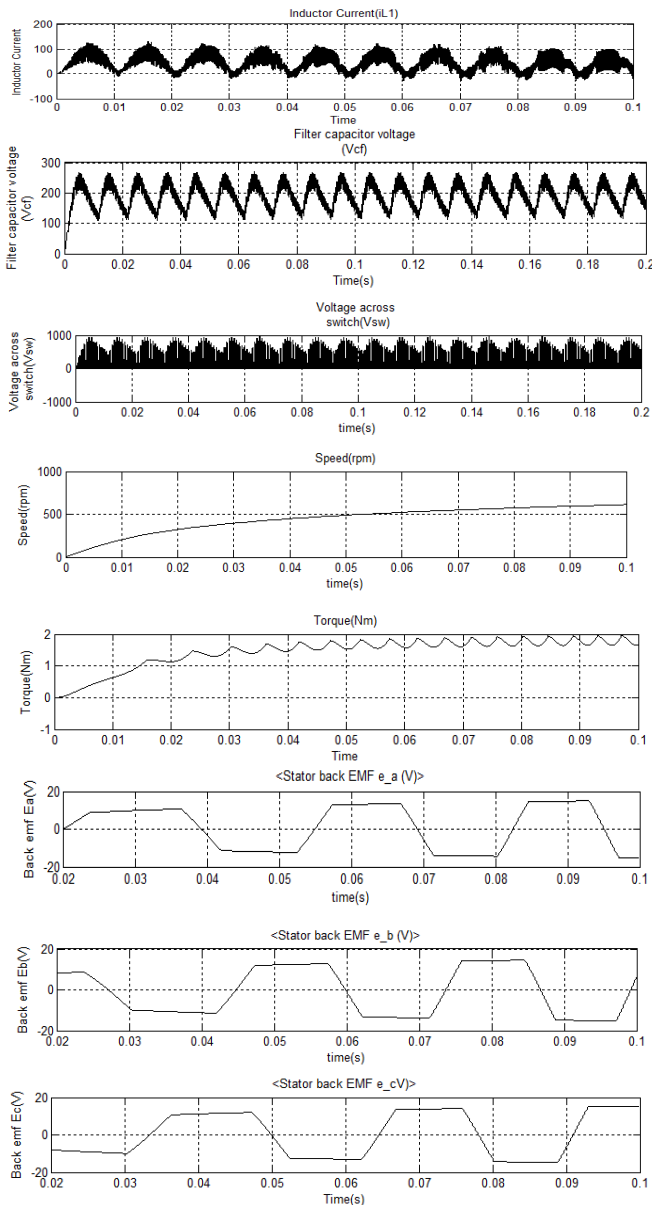 Inductor Current(iL1)
Inductor Current
200
100
0
-100
0 0.01 0.02 0.03 0.04 0.05 0.06 0.07 0.08 0.09 0.1
Time
Filter capacitor voltage
(Vcf)
Filter capacitor voltage
(Vcf)
300
200
100
0
0 0.02 0.04 0.06 0.08 0.1 0.12 0.14 0.16 0.18 0.2
Time(s)
Voltage across
switch(Vsw)
Voltage across
switch(Vsw)
1000
0
-1000
0 0.02 0.04 0.06 0.08 0.1 0.12 0.14 0.16 0.18 0.2
time(s)
Speed(rpm)
Speed(rpm)
1000
500
0
0 0.01 0.02 0.03 0.04 0.05 0.06 0.07 0.08 0.09 0.1
time(s)
Torque(Nm)
Torque(Nm)
2
1
0
-1
0 0.01 0.02 0.03 0.04 0.05 0.06 0.07 0.08 0.09 0.1
Time
<Stator back EMF e_a (V)>
Back emf Ea(V)
20
0
-20
0.02 0.03 0.04 0.05 0.06 0.07 0.08 0.09 0.1
time(s)
<Stator back EMF e_b (V)>
Back emf Eb(V)
20
0
-20
0.02 0.03 0.04 0.05 0.06 0.07 0.08 0.09 0.1
time(s)
<Stator back EMF e_cV)>
Back emf Ec(V)
20
0
-20
0.02 0.03 0.04 0.05 0.06 0.07 0.08 0.09 0.1
Time(s)